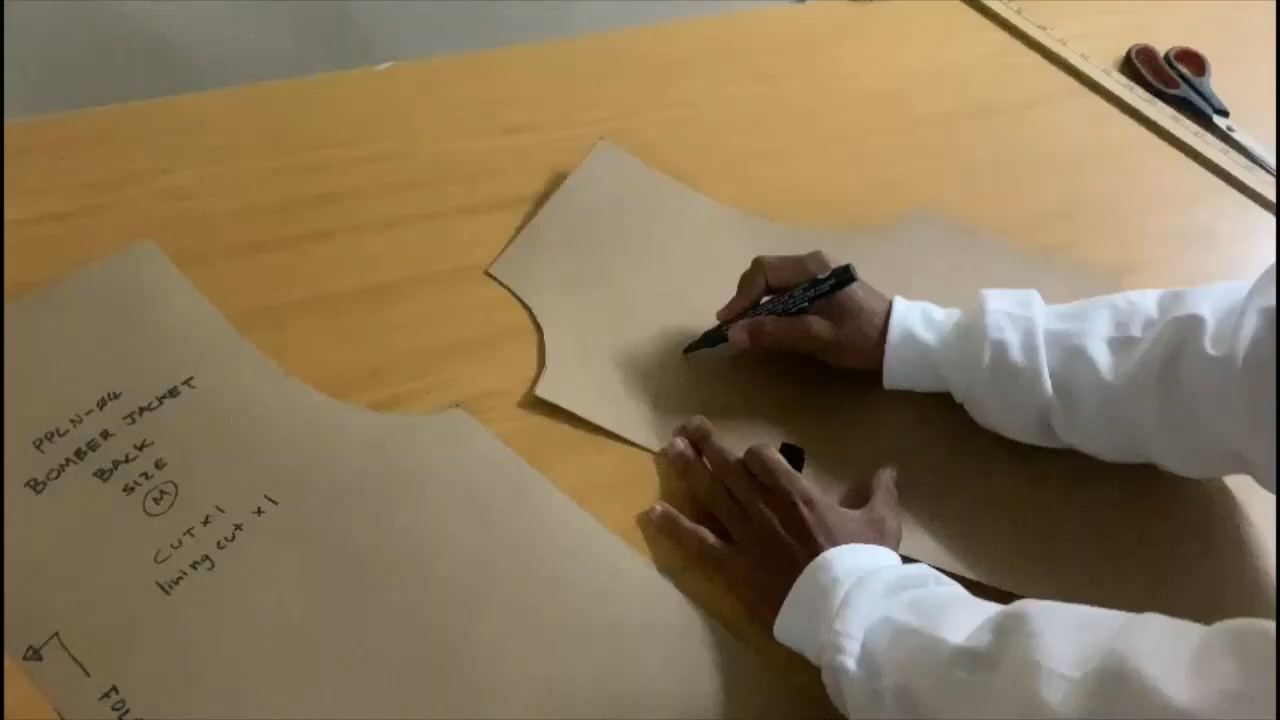 PPLN-04
BOMBER JACKET
BACK
SIZE
M
CUT x 1
lining cut x 1